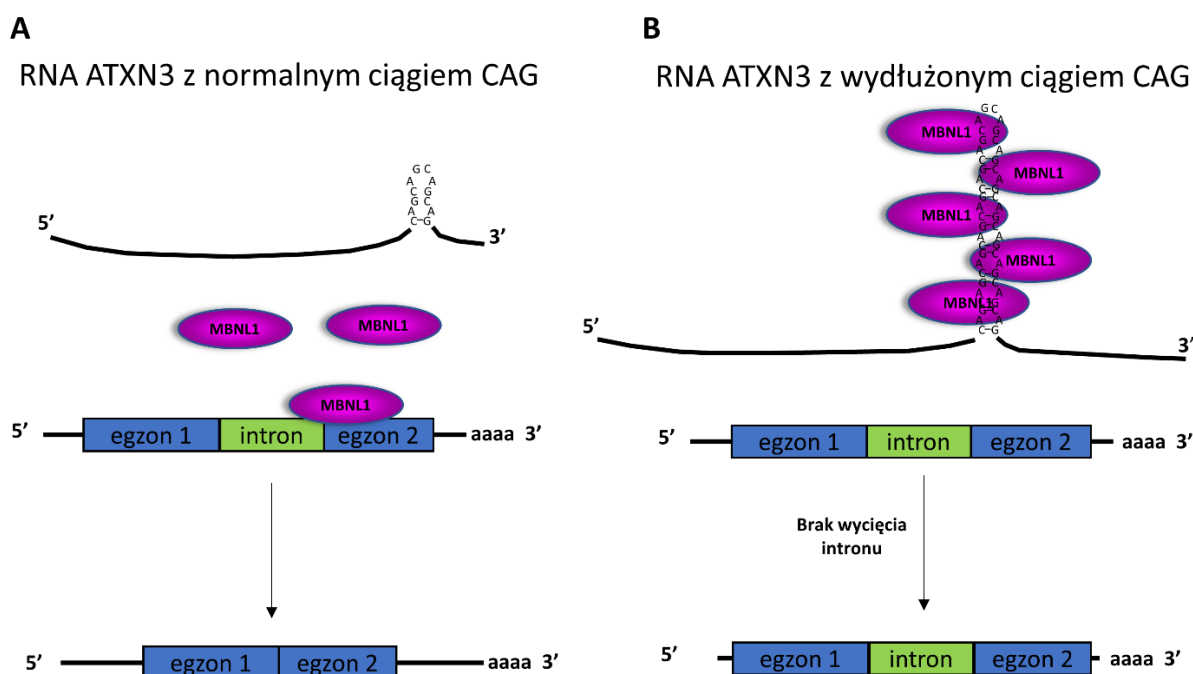 A
RNA ATXN3 z normalnym ciągiem CAG
5’
3’
MBNL1
MBNL1
MBNL1
5’
egzon 1
intron
egzon 2
aaaa 3’
5’
egzon 1
egzon 2
aaaa 3’
B
RNA ATXN3 z wydłużonym ciągiem CAG
MBNL1
MBNL1
MBNL1
MBNL1
MBNL1
5’
3’
5’
egzon 1
intron
egzon 2
aaaa 3’
Brak wycięcia
intronu
5’
egzon 1
intron
egzon 2
aaaa 3’